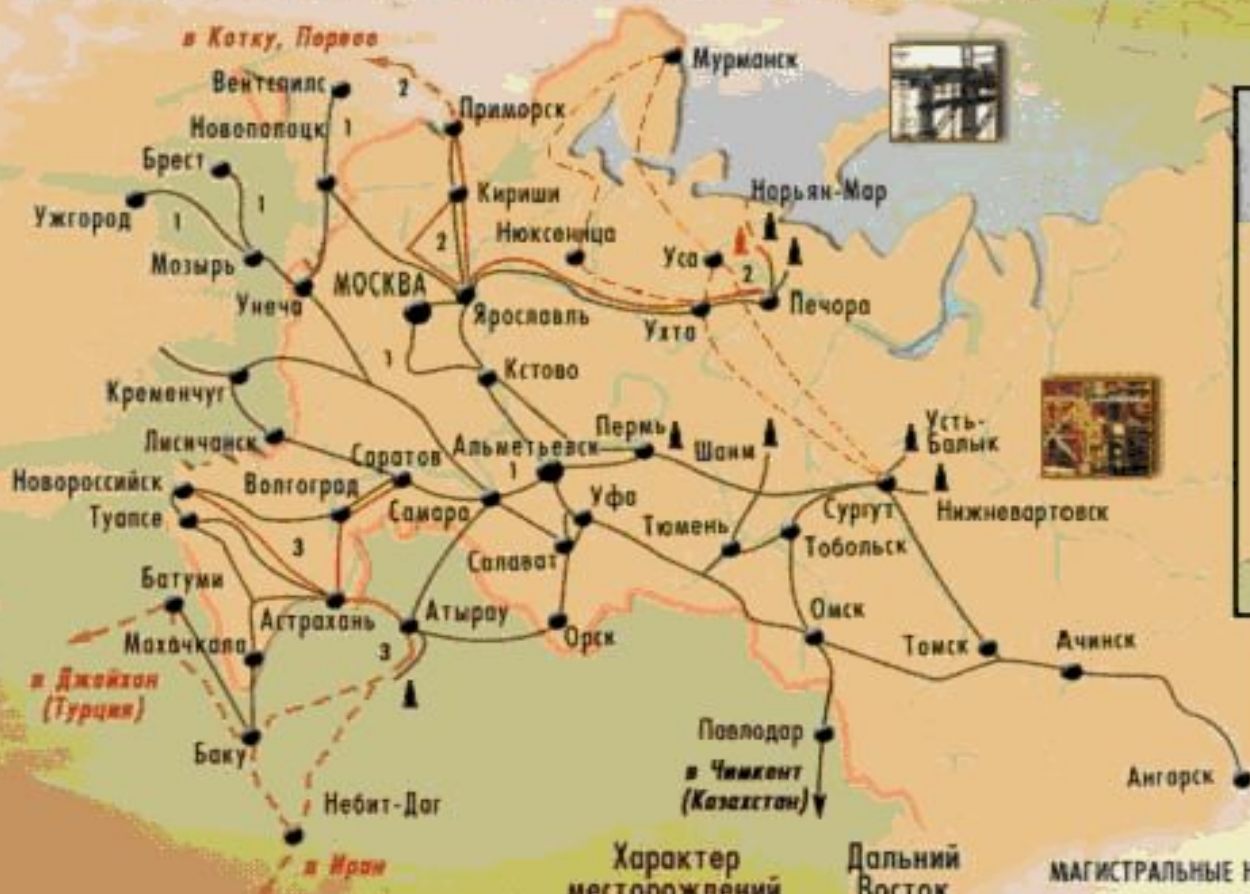 в Котку, Порвоо
Мурманск
Вентспилс
2
Приморск
Новополоцк
1
Брест
Кириши
Нарьян-Мар
Ужгород
1
1
2
Нюксеница
Мозырь
МОСКВА
Уса
2
Унеча
Ярославль
Печора
Ухта
1
Кстово
Кременчуг
Усть-
Балык
Пермь
Лисичанск
Саратов
Альметьевск
Шаим
1
Новороссийск
Волгоград
Самара
Уфа
Сургут
Нижневартовск
Туапсе
Тюмень
3
Салават
Тобольск
Батуми
Омск
Астрахань
Атырау
Орск
Махачкала
3
Томск
Ачинск
в Джейхан
(Турция)
Павлодар
Баку
в Чимкент
(Казахстан)
Ангарск
Небит-Даг
в Иран
Характер
месторождений
Дальний
Восток
МАГИСТРАЛЬНЫЕ Н